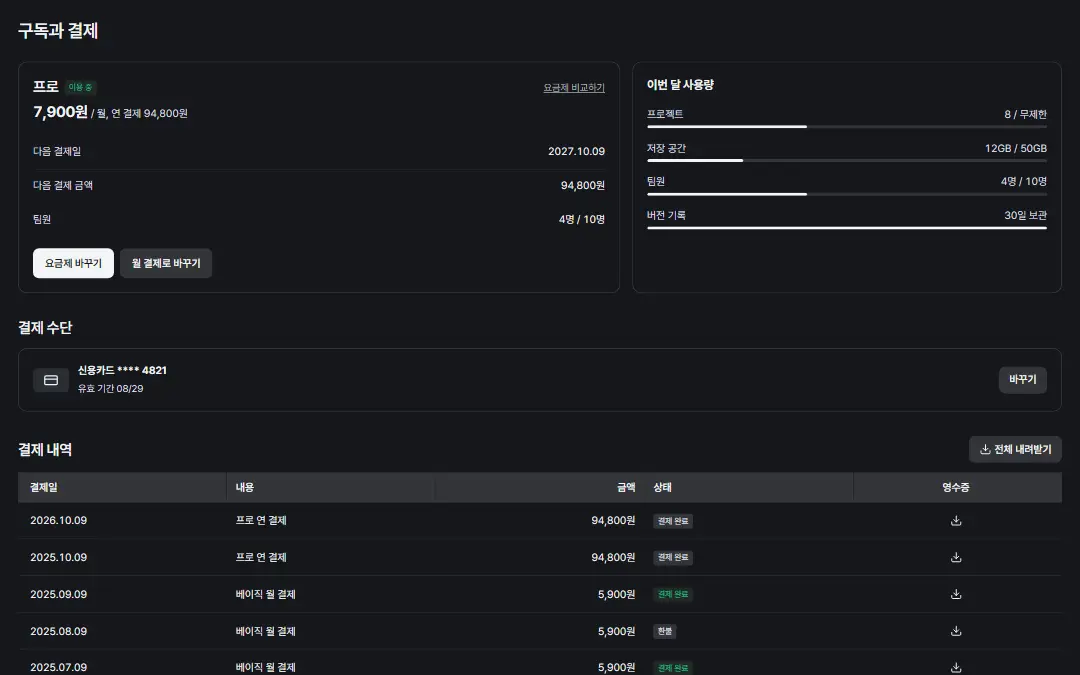 구독과 결제
프로 이용 중
요금제 비교하기
7,900원 / 월, 연 결제 94,800원
다음 결제일 2027.10.09
다음 결제 금액 94,800원
팀원 4명 / 10명
요금제 바꾸기 월 결제로 바꾸기
이번 달 사용량
프로젝트 8 / 무제한
저장 공간 12GB / 50GB
팀원 4명 / 10명
버전 기록 30일 보관
결제 수단
신용카드 **** 4821
유효 기간 08/29
바꾸기
결제 내역
전체 내려받기
결제일 내용 금액 상태 영수증
2026.10.09 프로 연 결제 94,800원 결제 완료
2025.10.09 프로 연 결제 94,800원 결제 완료
2025.09.09 베이직 월 결제 5,900원 결제 완료
2025.08.09 베이직 월 결제 5,900원 환불
2025.07.09 베이직 월 결제 5,900원 결제 완료